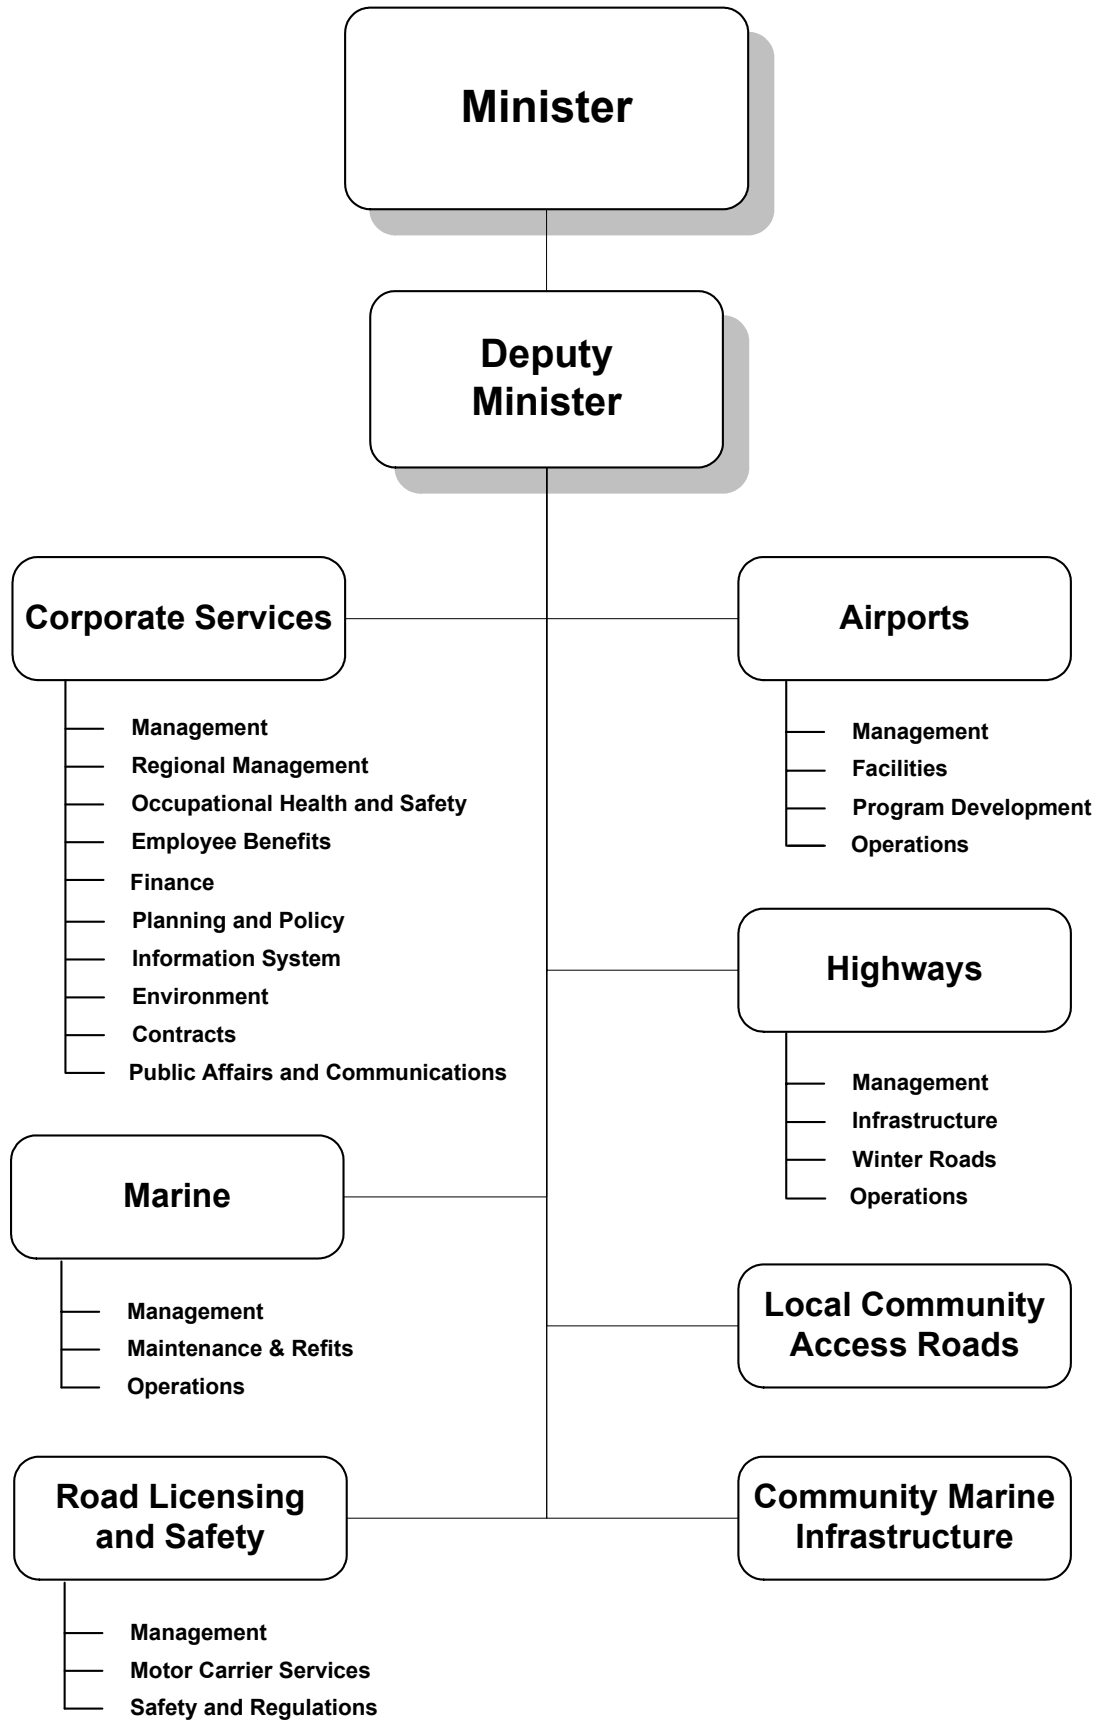 Minister
Deputy
Minister
Corporate Services
Management
Regional Management
Occupational Health and Safety
Employee Benefits
Finance
Planning and Policy
Information System
Environment
Contracts
Public Affairs and Communications
Airports
Management
Facilities
Program Development
Operations
Highways
Management
Infrastructure
Winter Roads
Operations
Marine
Management
Maintenance & Refits
Operations
Local Community
Access Roads
Road Licensing
and Safety
Management
Motor Carrier Services
Safety and Regulations
Community Marine
Infrastructure